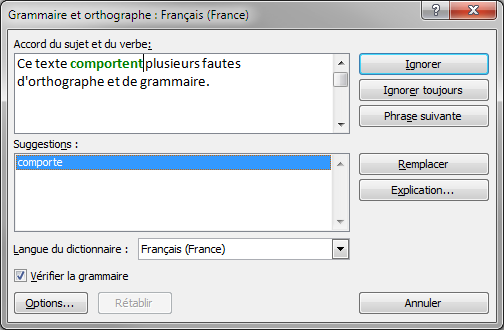 Grammaire et orthographe : Français (France)
Accord du sujet et du verbe:
Ce texte comportent plusieurs fautes
d'orthographe et de grammaire.
Ignorer
Ignorer toujours
Phrase suivante
Suggestions :
comporte
Remplacer
Explication...
Langue du dictionnaire : Français (France)
Vérifier la grammaire
Options... Rétablir Annuler